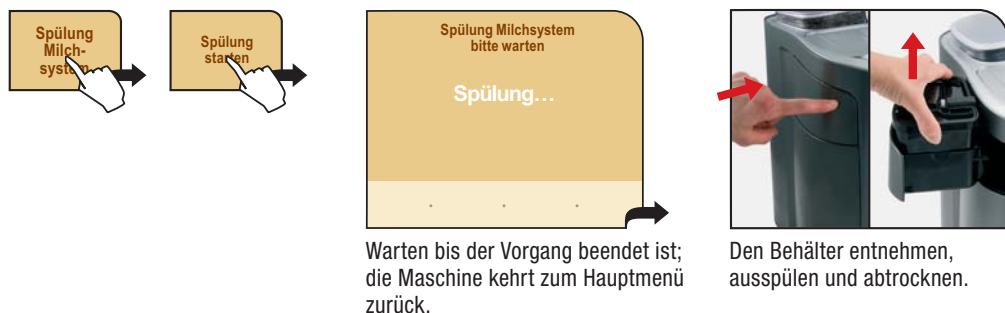 Spülung
Milch-
system
Spülung
starten
Spülung Milchsystem
bitte warten
Spülung...
Warten bis der Vorgang beendet ist;
die Maschine kehrt zum Hauptmenü
zurück.
Den Behälter entnehmen,
ausspülen und abtrocknen.